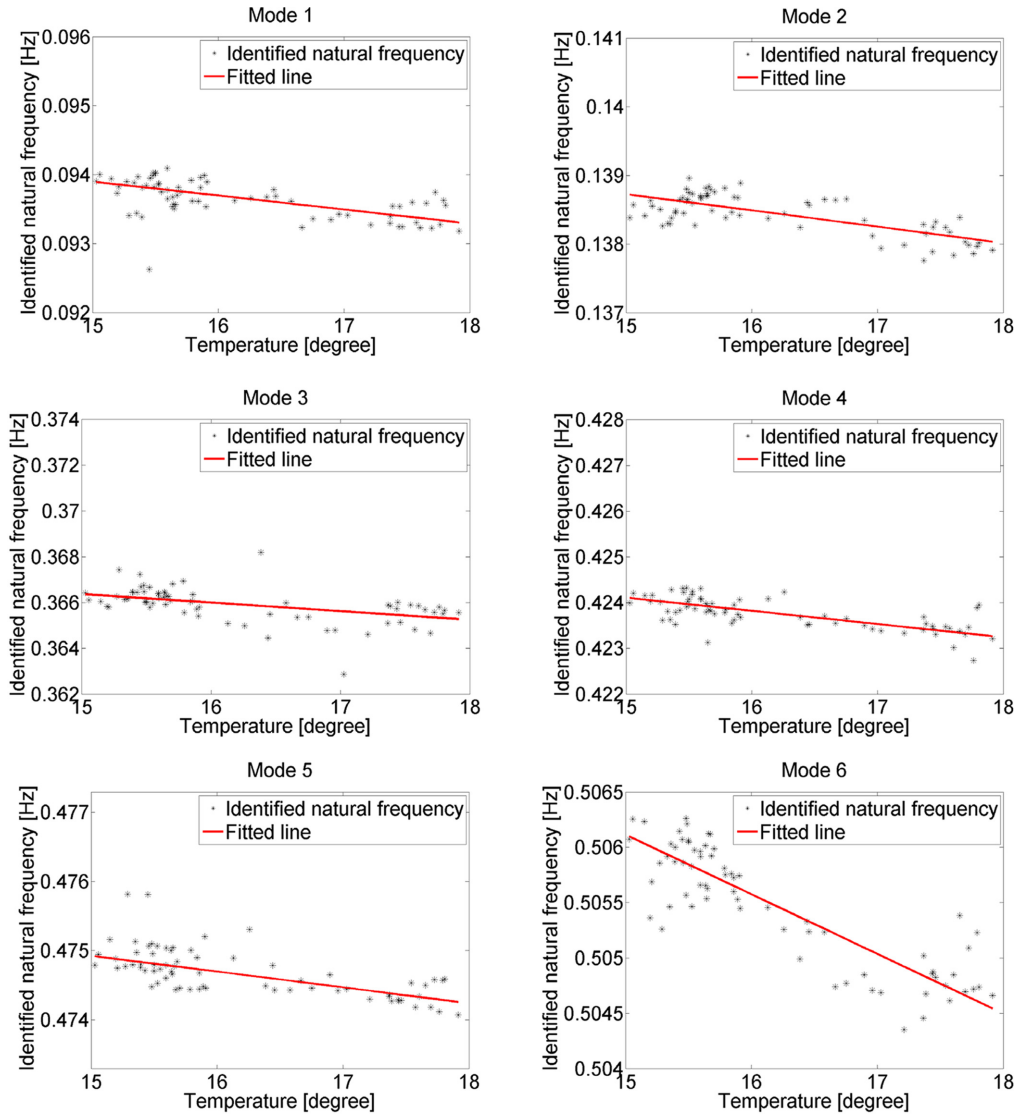 Mode 1
Identified natural frequency [Hz]
0.096
0.095
0.094
0.093
0.092
Identified natural frequency
Fitted line
15
16
17
18
Temperature [degree]
Mode 2
Identified natural frequency [Hz]
0.141
0.14
0.139
0.138
0.137
Identified natural frequency
Fitted line
15
16
17
18
Temperature [degree]
Mode 3
Identified natural frequency [Hz]
0.374
0.372
0.37
0.368
0.366
0.364
0.362
Identified natural frequency
Fitted line
15
16
17
18
Temperature [degree]
Mode 4
Identified natural frequency [Hz]
0.428
0.427
0.426
0.425
0.424
0.423
0.422
Identified natural frequency
Fitted line
15
16
17
18
Temperature [degree]
Mode 5
Identified natural frequency [Hz]
0.477
0.476
0.475
0.474
Identified natural frequency
Fitted line
15
16
17
18
Temperature [degree]
Mode 6
Identified natural frequency [Hz]
0.5065
0.506
0.5055
0.505
0.5045
0.504
Identified natural frequency
Fitted line
15
16
17
18
Temperature [degree]